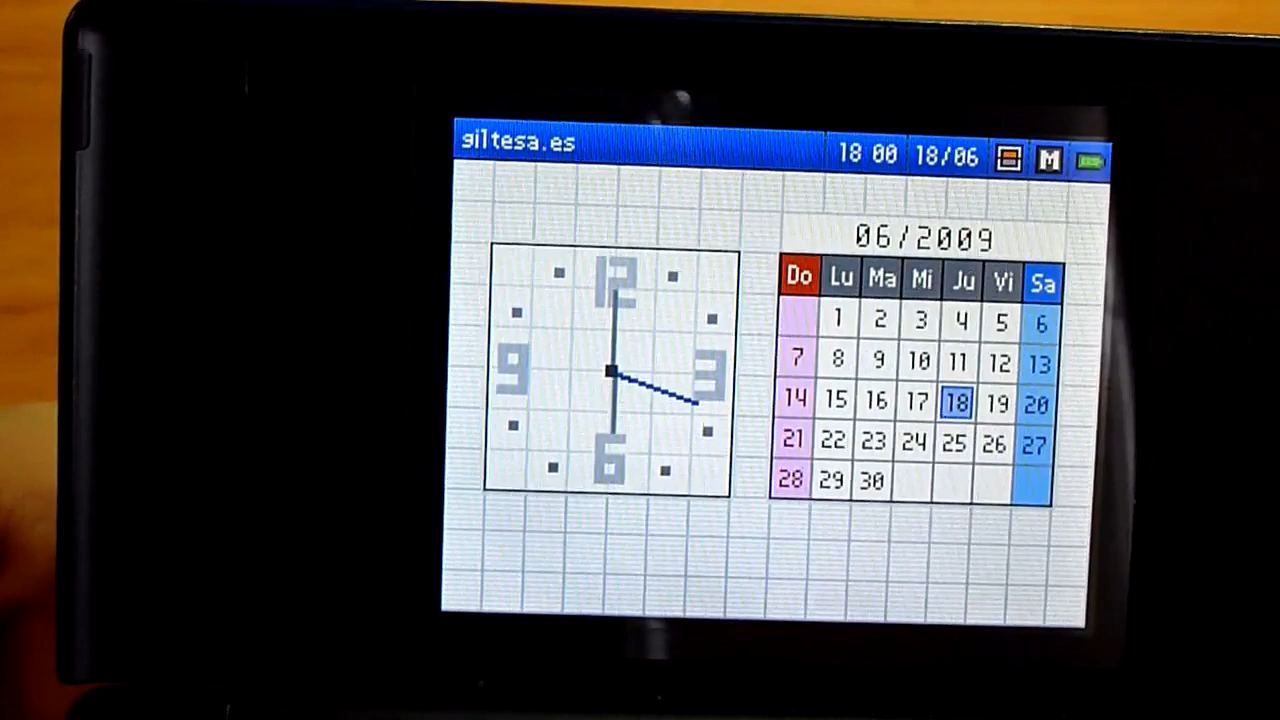 giltesa.es 18 00 18/06 M
06/2009
12
9 3
6
Do Lu Ma Mi Ju Vi Sa
1 2 3 4 5 6
7 8 9 10 11 12 13
14 15 16 17 18 19 20
21 22 23 24 25 26 27
28 29 30